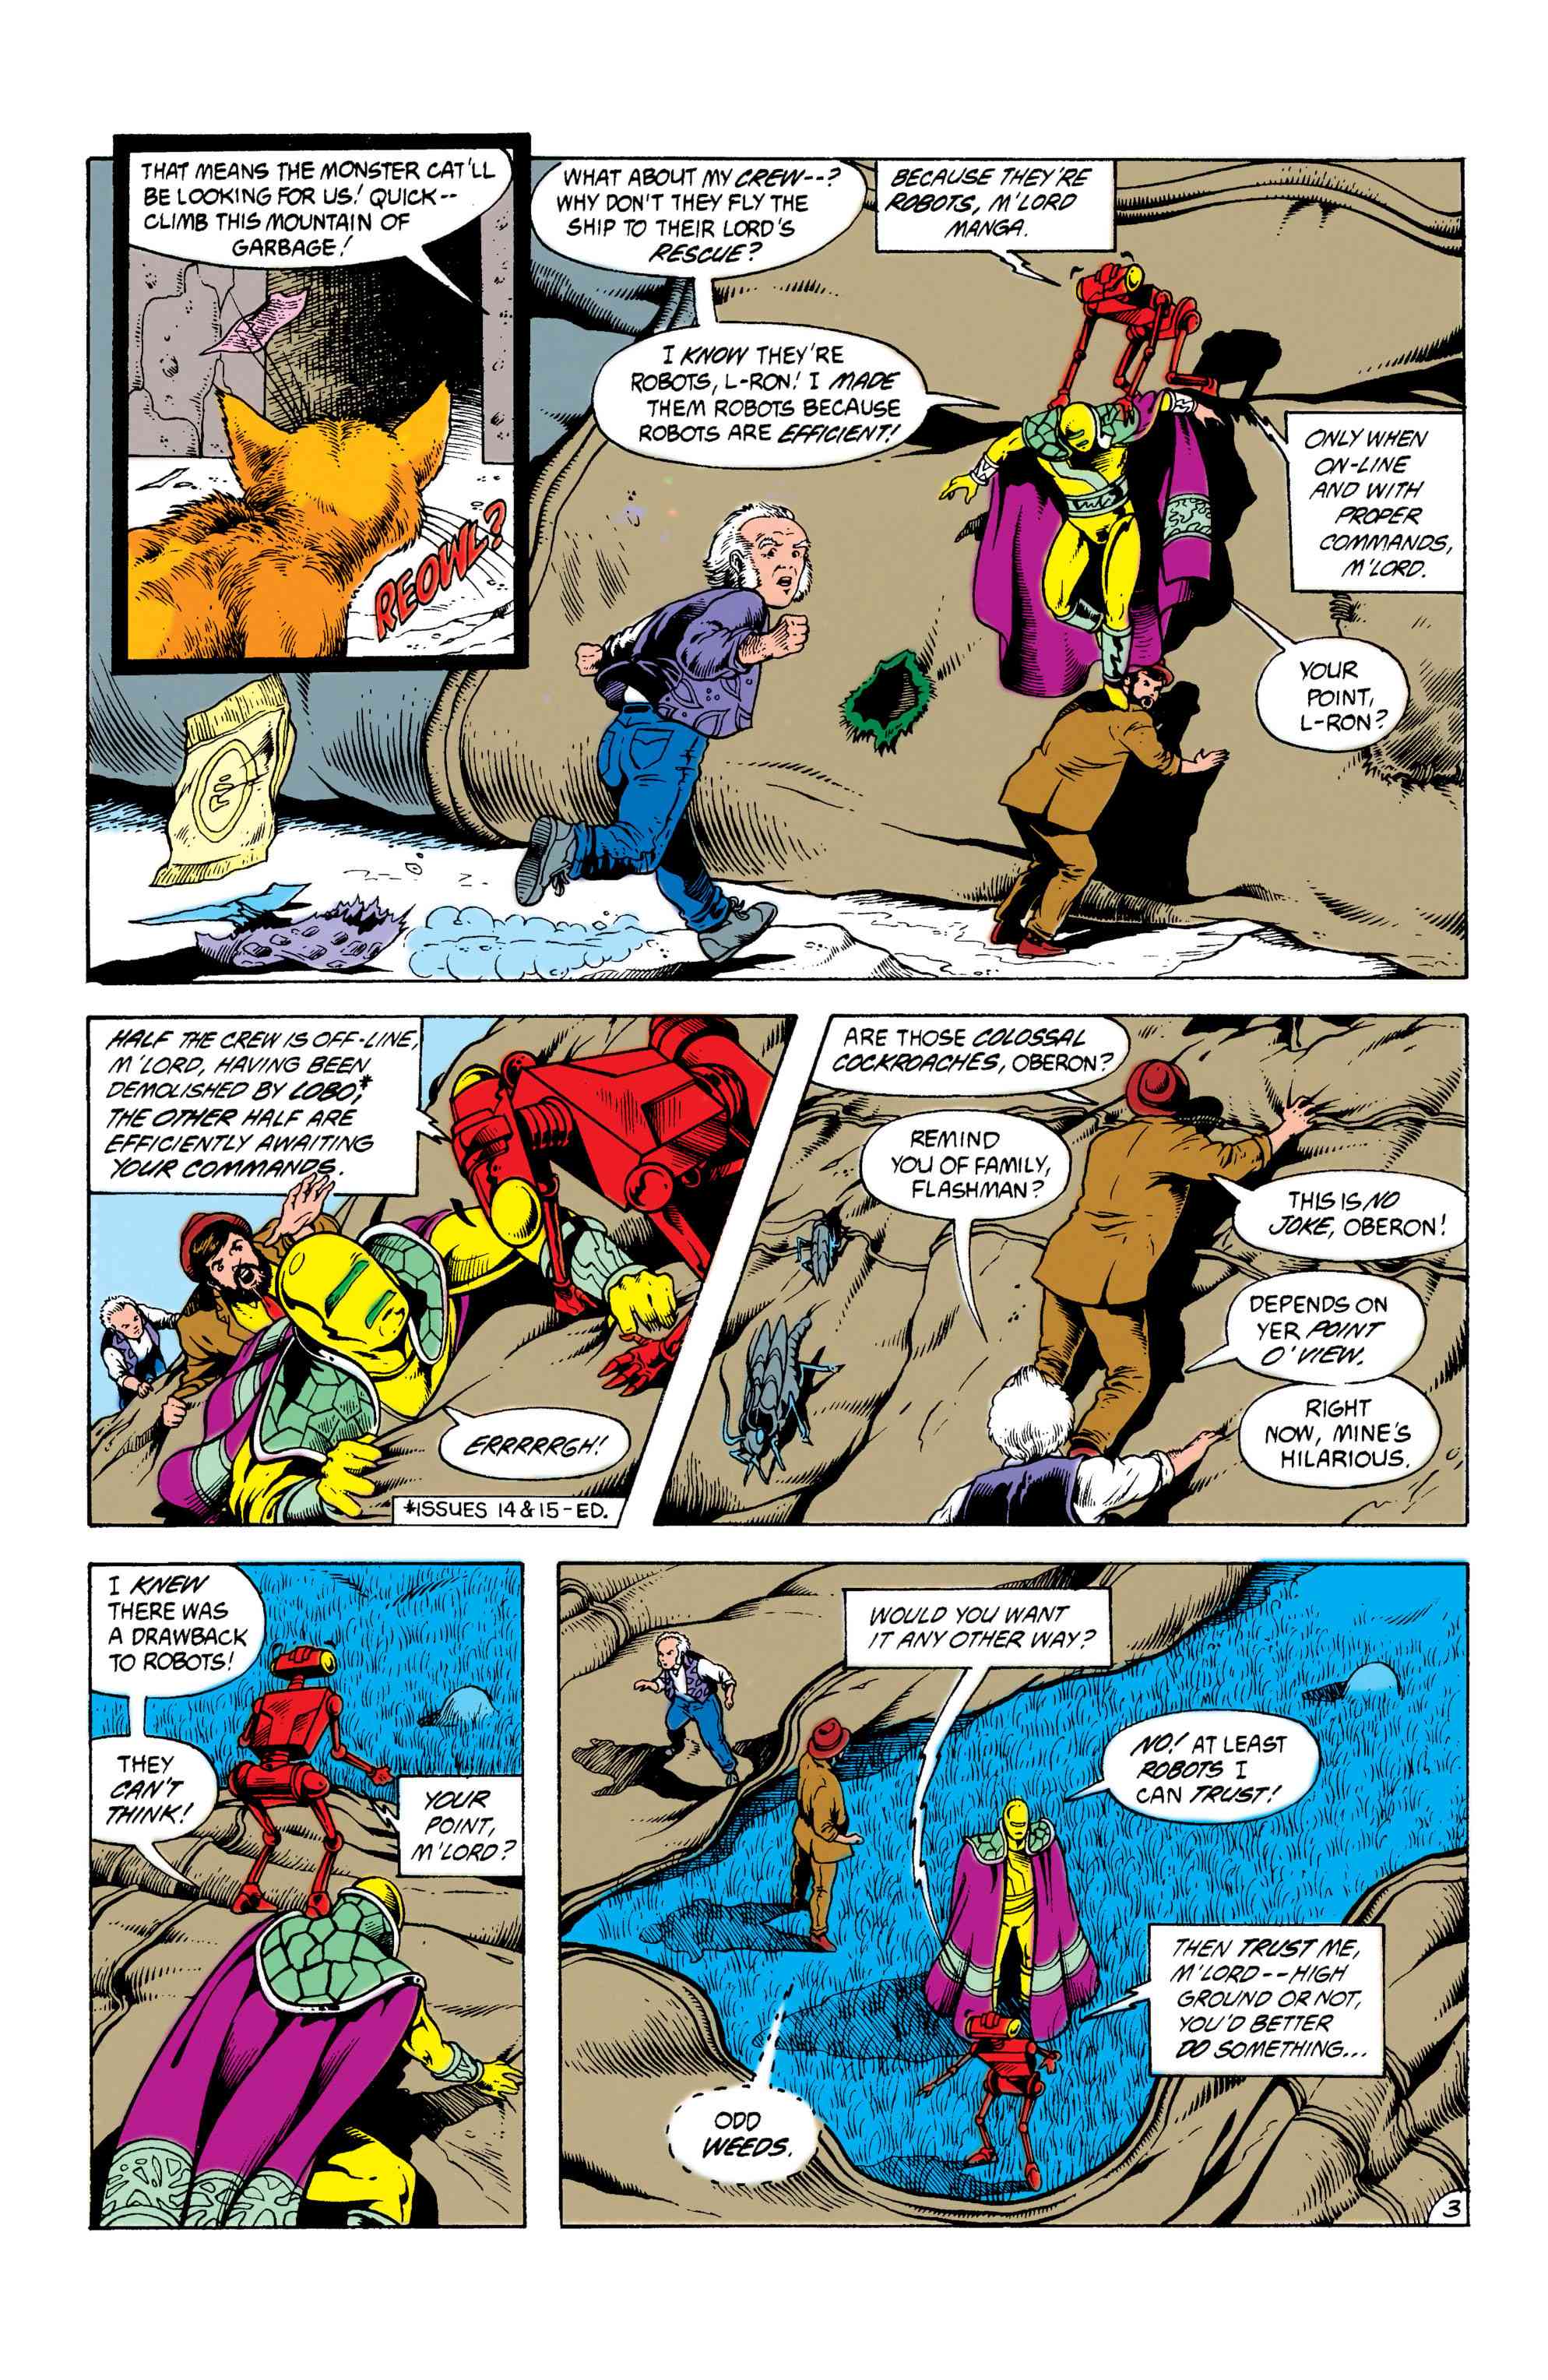 THAT MEANS THE MONSTER CAT'LL
BE LOOKING FOR US! QUICK--
CLIMB THIS MOUNTAIN OF
GARBAGE!
REOWL?
WHAT ABOUT MY CREW--?
WHY DON'T THEY FLY THE
SHIP TO THEIR LORD'S
RESCUE?
BECAUSE THEY'RE
ROBOTS, M'LORD
MANGA.
I KNOW THEY'RE
ROBOTS, L-RON! I MADE
THEM ROBOTS BECAUSE
ROBOTS ARE EFFICIENT!
ONLY WHEN
ON-LINE
AND WITH
PROPER
COMMANDS,
M'LORD.
YOUR
POINT,
L-RON?
HALF THE CREW IS OFF-LINE,
M'LORD, HAVING BEEN
DEMOLISHED BY LOBO;*
THE OTHER HALF ARE
EFFICIENTLY AWAITING
YOUR COMMANDS.
ERRRRRGH!
*ISSUES 14 & 15-ED.
ARE THOSE COLOSSAL
COCKROACHES, OBERON?
REMIND
YOU OF FAMILY,
FLASHMAN?
THIS IS NO
JOKE, OBERON!
DEPENDS ON
YER POINT
O' VIEW.
RIGHT
NOW, MINE'S
HILARIOUS.
I KNEW
THERE WAS
A DRAWBACK
TO ROBOTS!
THEY
CAN'T
THINK!
YOUR
POINT,
M'LORD?
WOULD YOU WANT
IT ANY OTHER WAY?
NO! AT LEAST
ROBOTS I
CAN TRUST!
THEN TRUST ME,
M'LORD--HIGH
GROUND OR NOT,
YOU'D BETTER
DO SOMETHING...
ODD
WEEDS.
3